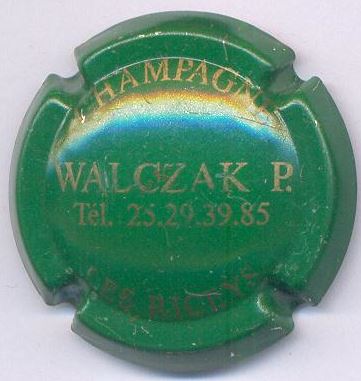 CHAMPAGNE
WALCZAK P.
Tél. 25.29.39.85
LES RICEYS